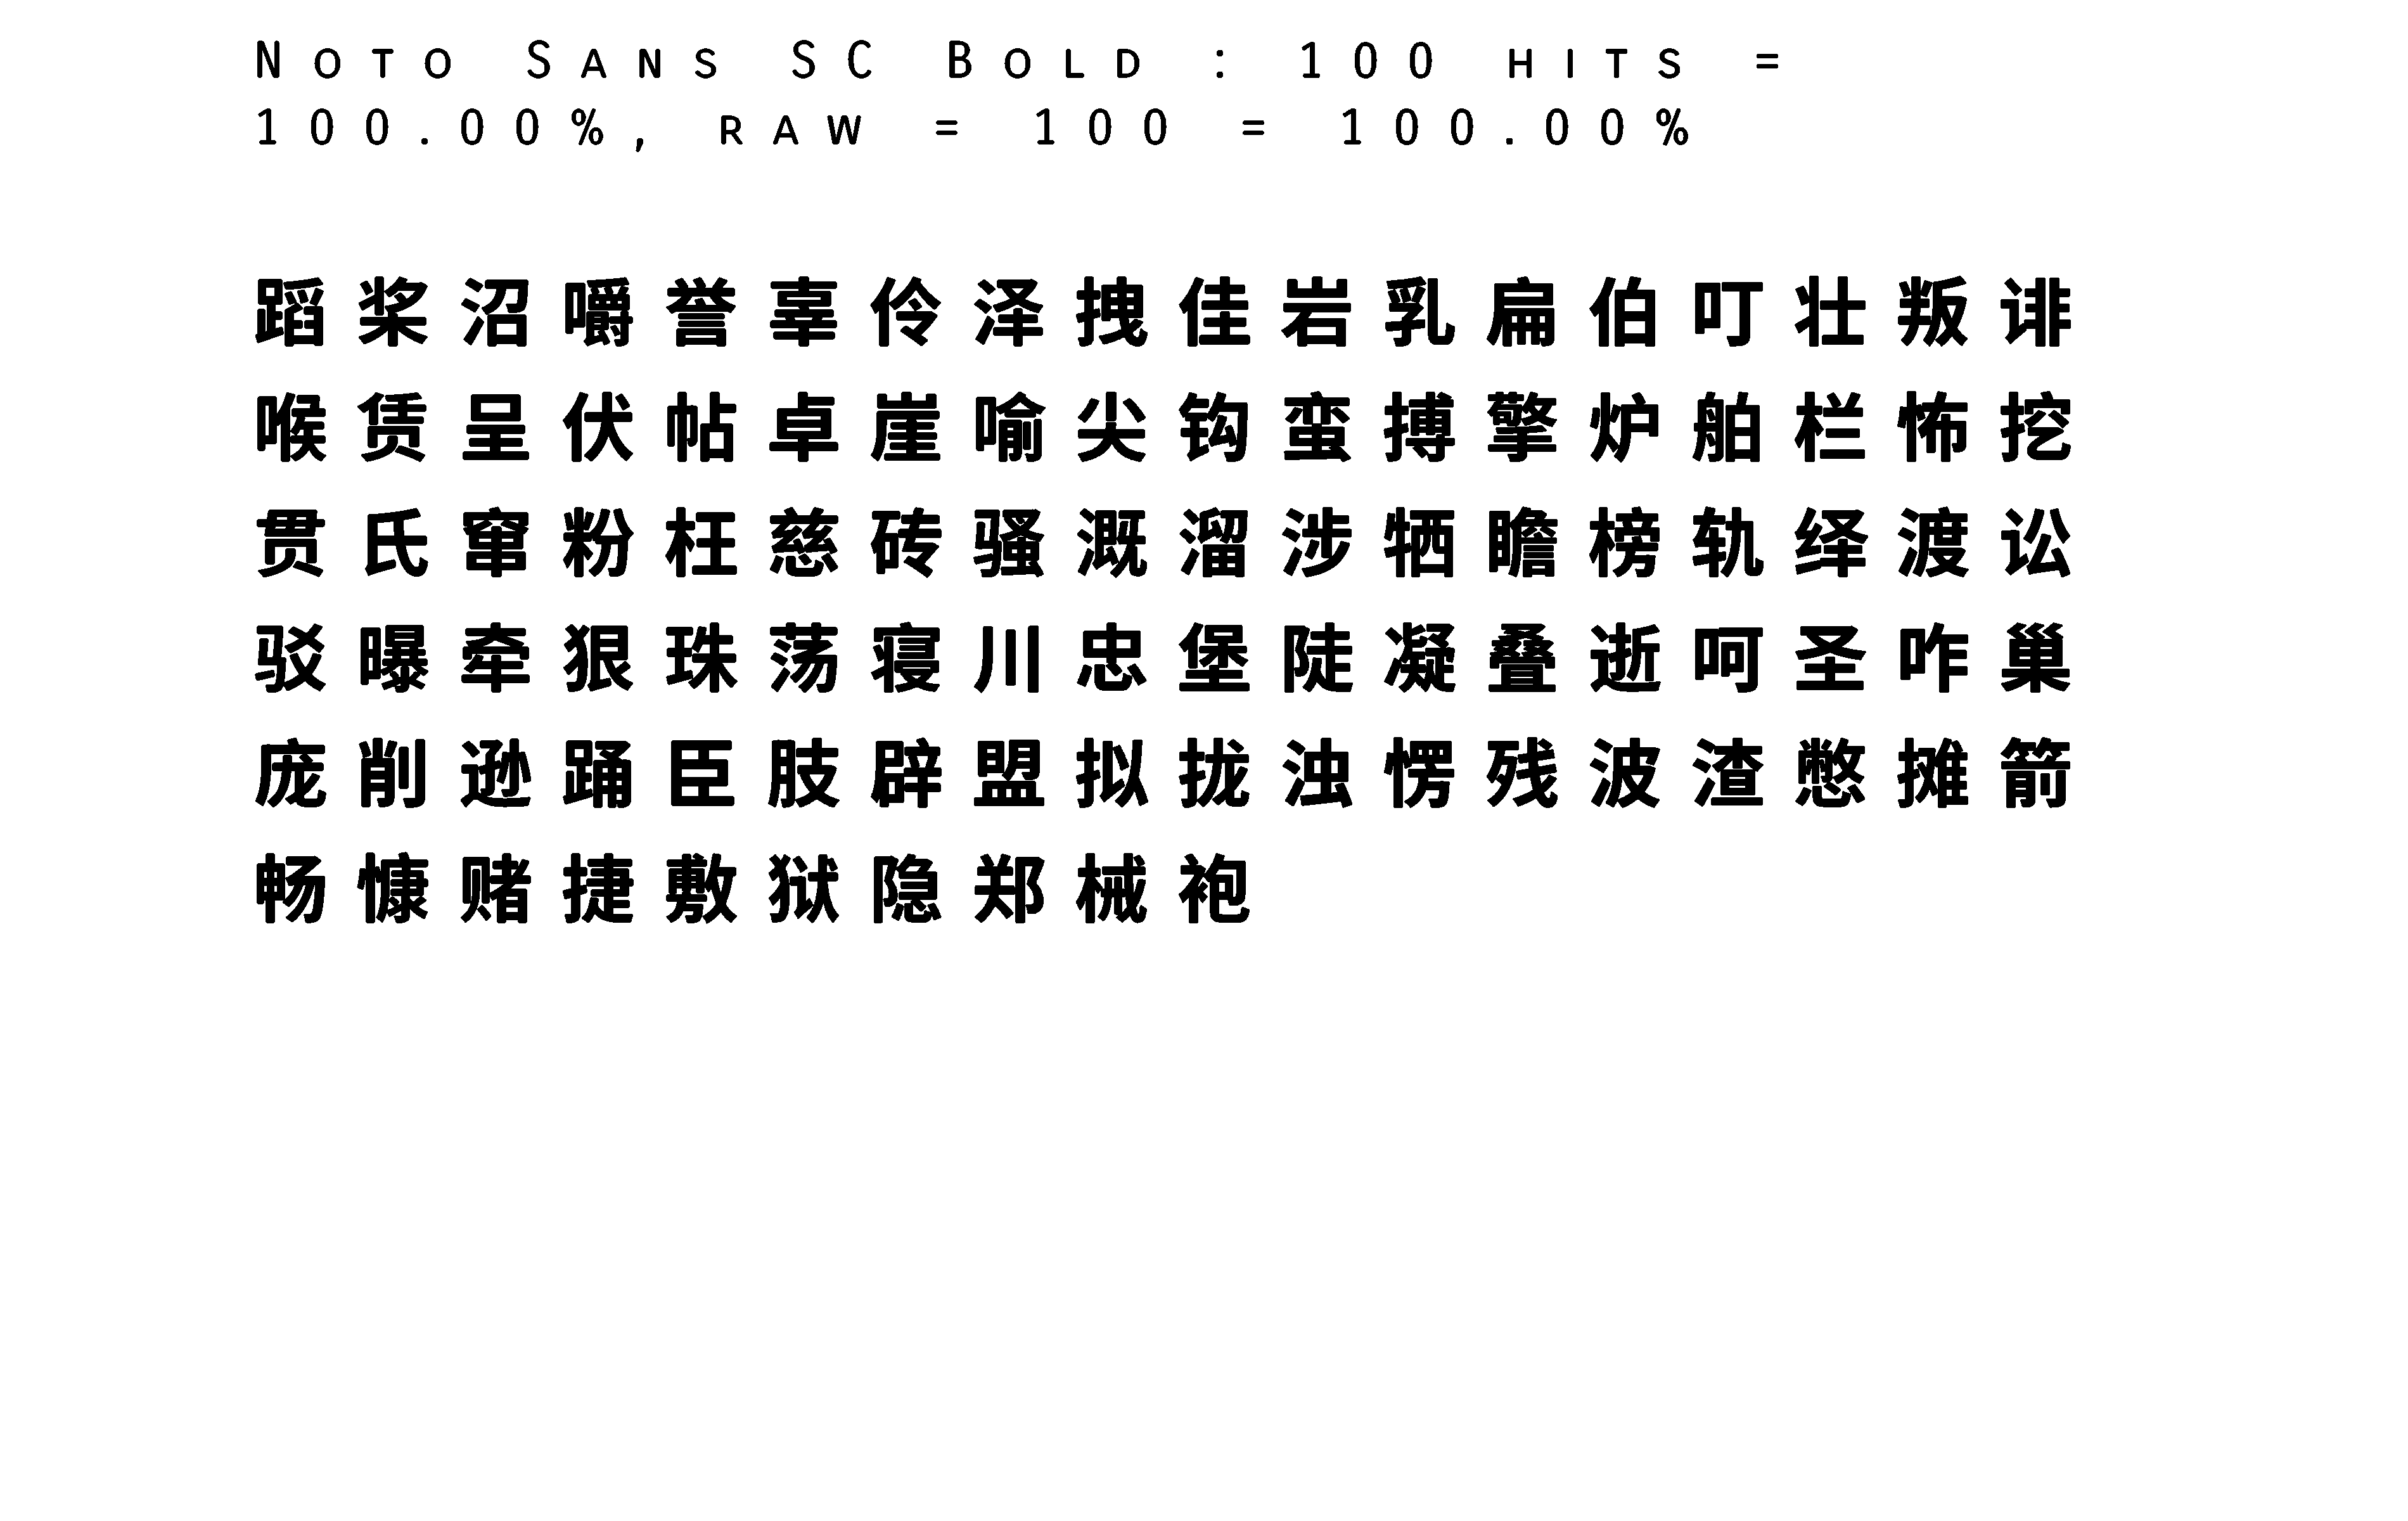 Noto Sans SC Bold : 100 hits =
100.00%, raw = 100 = 100.00%
蹈桨沼嚼誉辜伶泽拽佳岩乳扁伯叮壮叛诽
喉赁呈伏帖卓崖喻尖钩蛮搏擎炉舶栏怖挖
贯氏窜粉枉慈砖骚溉溜涉牺瞻榜轨绎渡讼
驳曝牵狠珠荡寝川忠堡陡凝叠逝呵圣咋巢
庞削逊踊臣肢辟盟拟拢浊愣残波渣憋摊箭
畅慷赌捷敷狱隐郑械袍